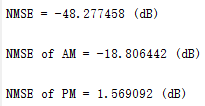 NMSE = -48.277458 (dB)
NMSE of AM = -18.806442 (dB)
NMSE of PM = 1.569092 (dB)